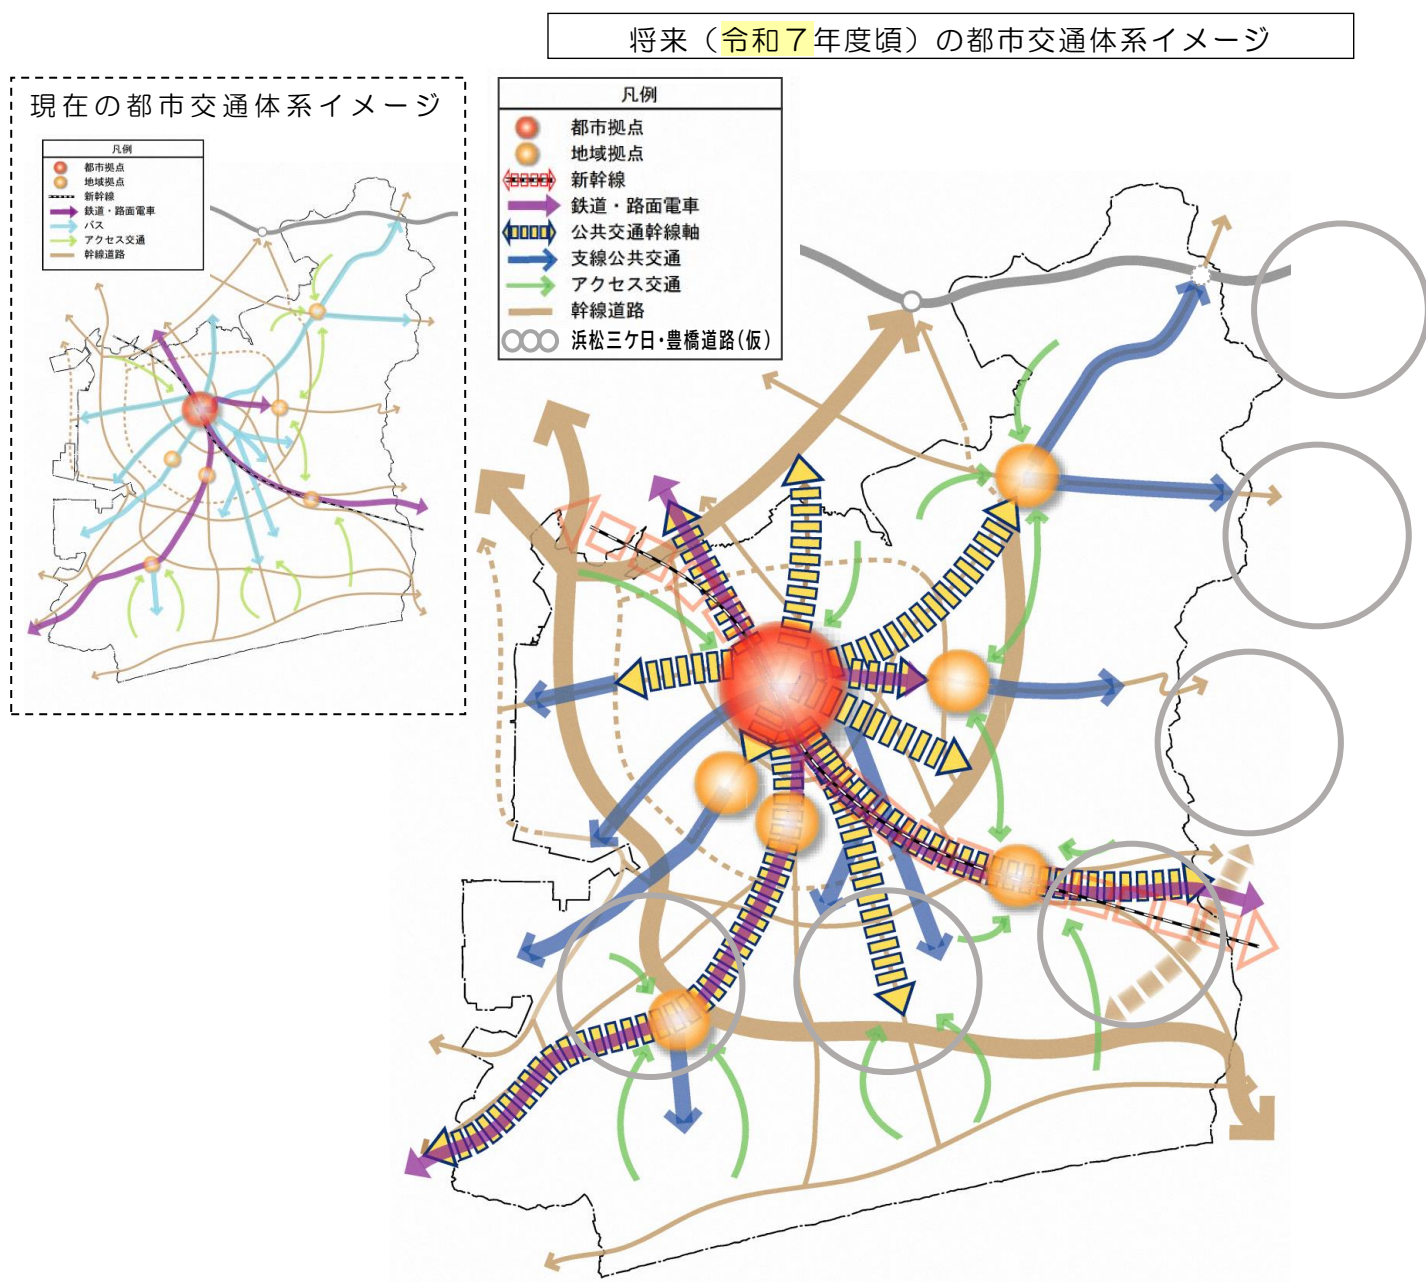 将来（令和７年度頃）の都市交通体系イメージ
現在の都市交通体系イメージ
凡例
都市拠点
地域拠点
新幹線
鉄道・路面電車
バス
アクセス交通
幹線道路
凡例
都市拠点
地域拠点
新幹線
鉄道・路面電車
公共交通幹線軸
支線公共交通
アクセス交通
幹線道路
浜松三ケ日・豊橋道路(仮)